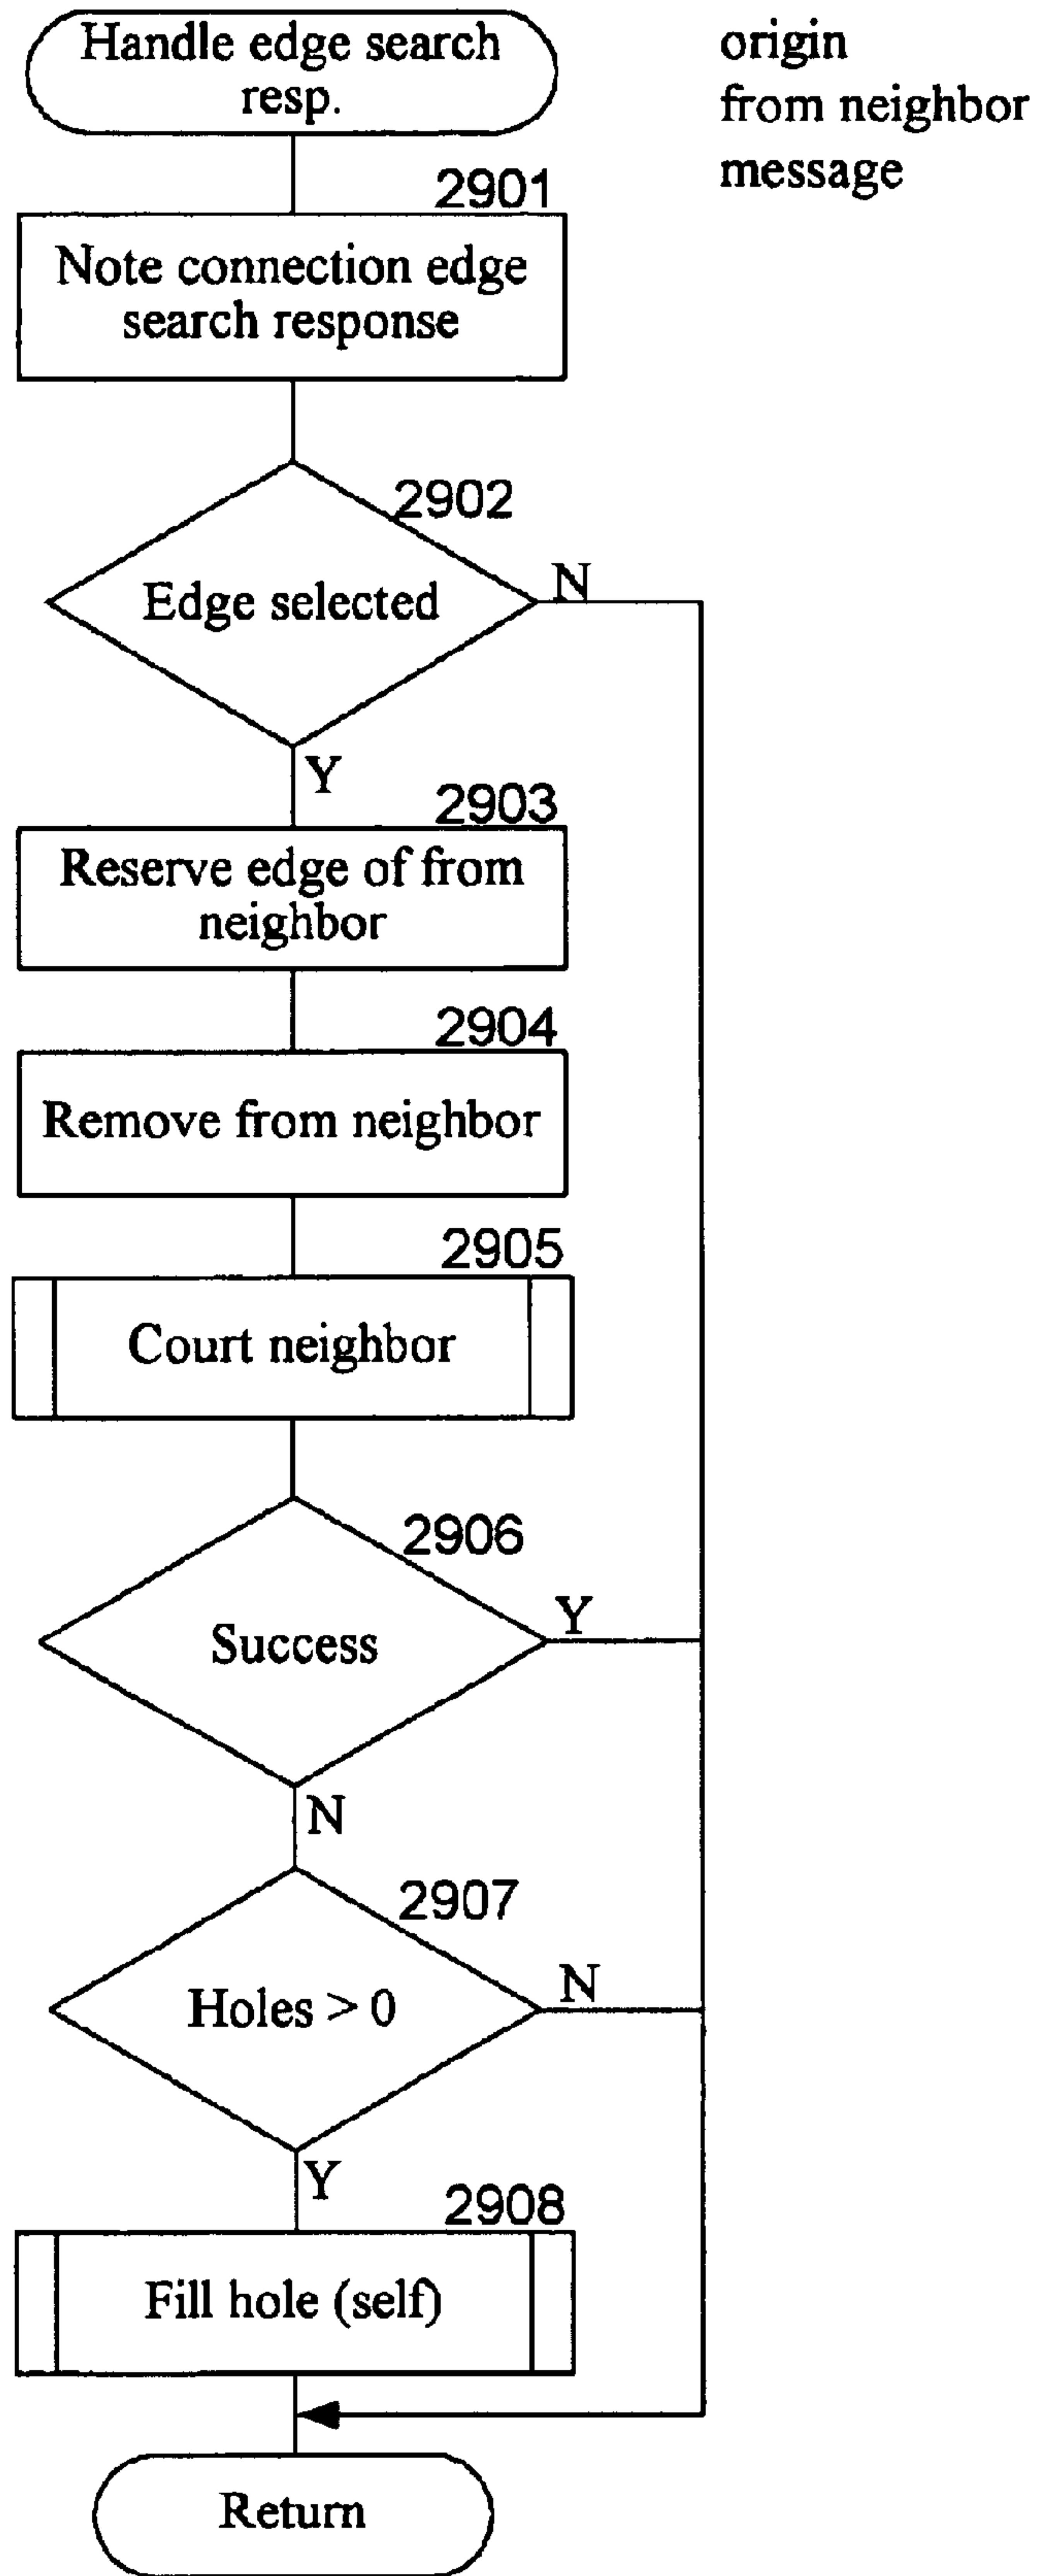 Handle edge search
resp.
origin
from neighbor
message
2901
Note connection edge
search response
2902
Edge selected
N
Y
2903
Reserve edge of from
neighbor
2904
Remove from neighbor
2905
Court neighbor
2906
Success
Y
N
2907
Holes > 0
N
Y
2908
Fill hole (self)
Return